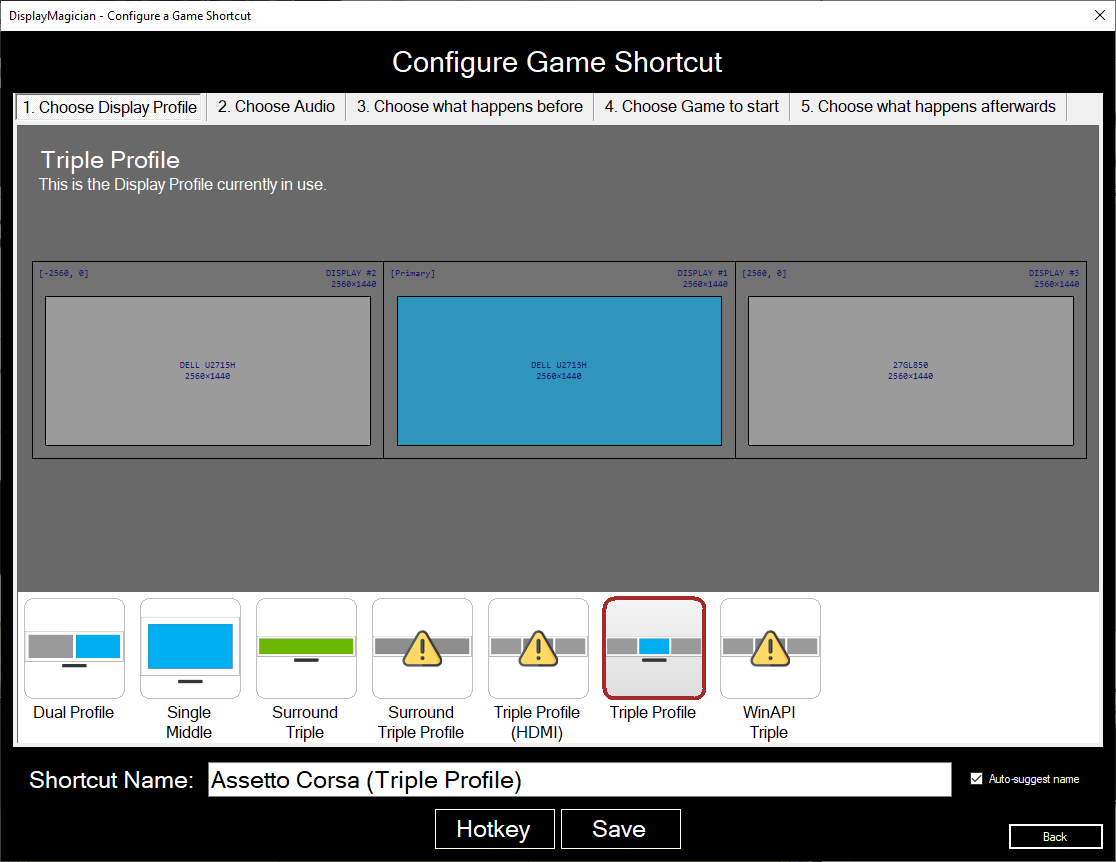 DisplayMagician - Configure a Game Shortcut
Configure Game Shortcut
1. Choose Display Profile
2. Choose Audio
3. Choose what happens before
4. Choose Game to start
5. Choose what happens afterwards
Triple Profile
This is the Display Profile currently in use.
[-2560, 0]
DISPLAY #2
2560×1440
DELL U2715H
2560×1440
[Primary]
DISPLAY #1
2560×1440
DELL U2715H
2560×1440
[2560, 0]
DISPLAY #3
2560×1440
27GL850
2560×1440
Dual Profile
Single
Middle
Surround
Triple
Surround
Triple Profile
Triple Profile
(HDMI)
Triple Profile
WinAPI
Triple
Shortcut Name:
Assetto Corsa (Triple Profile)
Auto-suggest name
Hotkey
Save
Back